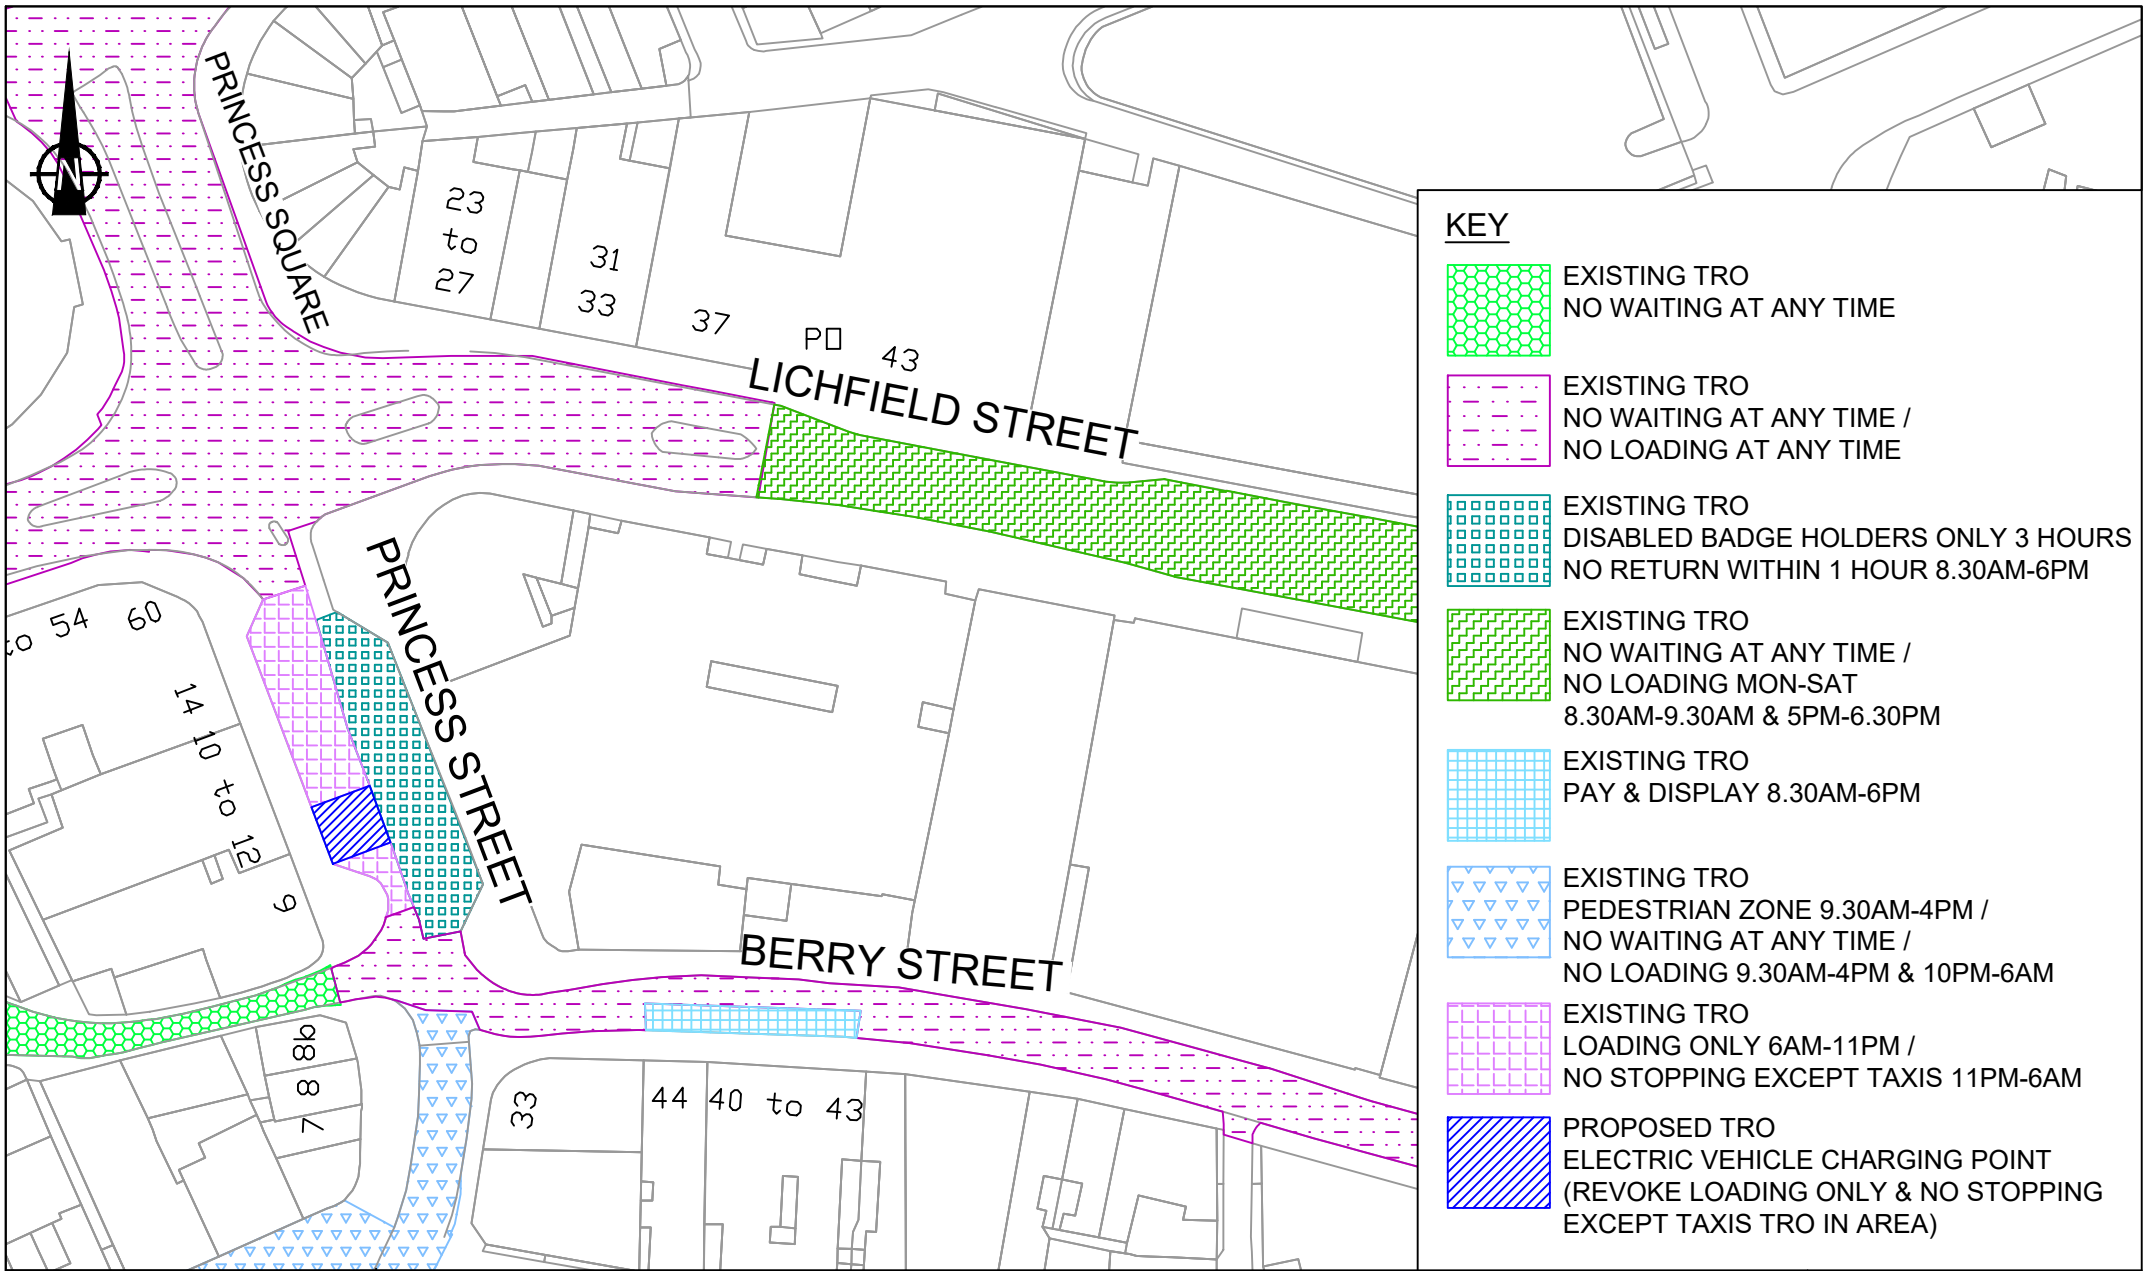 PRINCESS SQUARE
N
23
to
27
31
33
37
PO
43
LICHFIELD STREET
PRINCESS STREET
to 54
60
14
10 to 12
9
BERRY STREET
8b
8
7
33
44
40 to 43
KEY
EXISTING TRO
NO WAITING AT ANY TIME
EXISTING TRO
NO WAITING AT ANY TIME /
NO LOADING AT ANY TIME
EXISTING TRO
DISABLED BADGE HOLDERS ONLY 3 HOURS
NO RETURN WITHIN 1 HOUR 8.30AM-6PM
EXISTING TRO
NO WAITING AT ANY TIME /
NO LOADING MON-SAT
8.30AM-9.30AM & 5PM-6.30PM
EXISTING TRO
PAY & DISPLAY 8.30AM-6PM
EXISTING TRO
PEDESTRIAN ZONE 9.30AM-4PM /
NO WAITING AT ANY TIME /
NO LOADING 9.30AM-4PM & 10PM-6AM
EXISTING TRO
LOADING ONLY 6AM-11PM /
NO STOPPING EXCEPT TAXIS 11PM-6AM
PROPOSED TRO
ELECTRIC VEHICLE CHARGING POINT
(REVOKE LOADING ONLY & NO STOPPING
EXCEPT TAXIS TRO IN AREA)